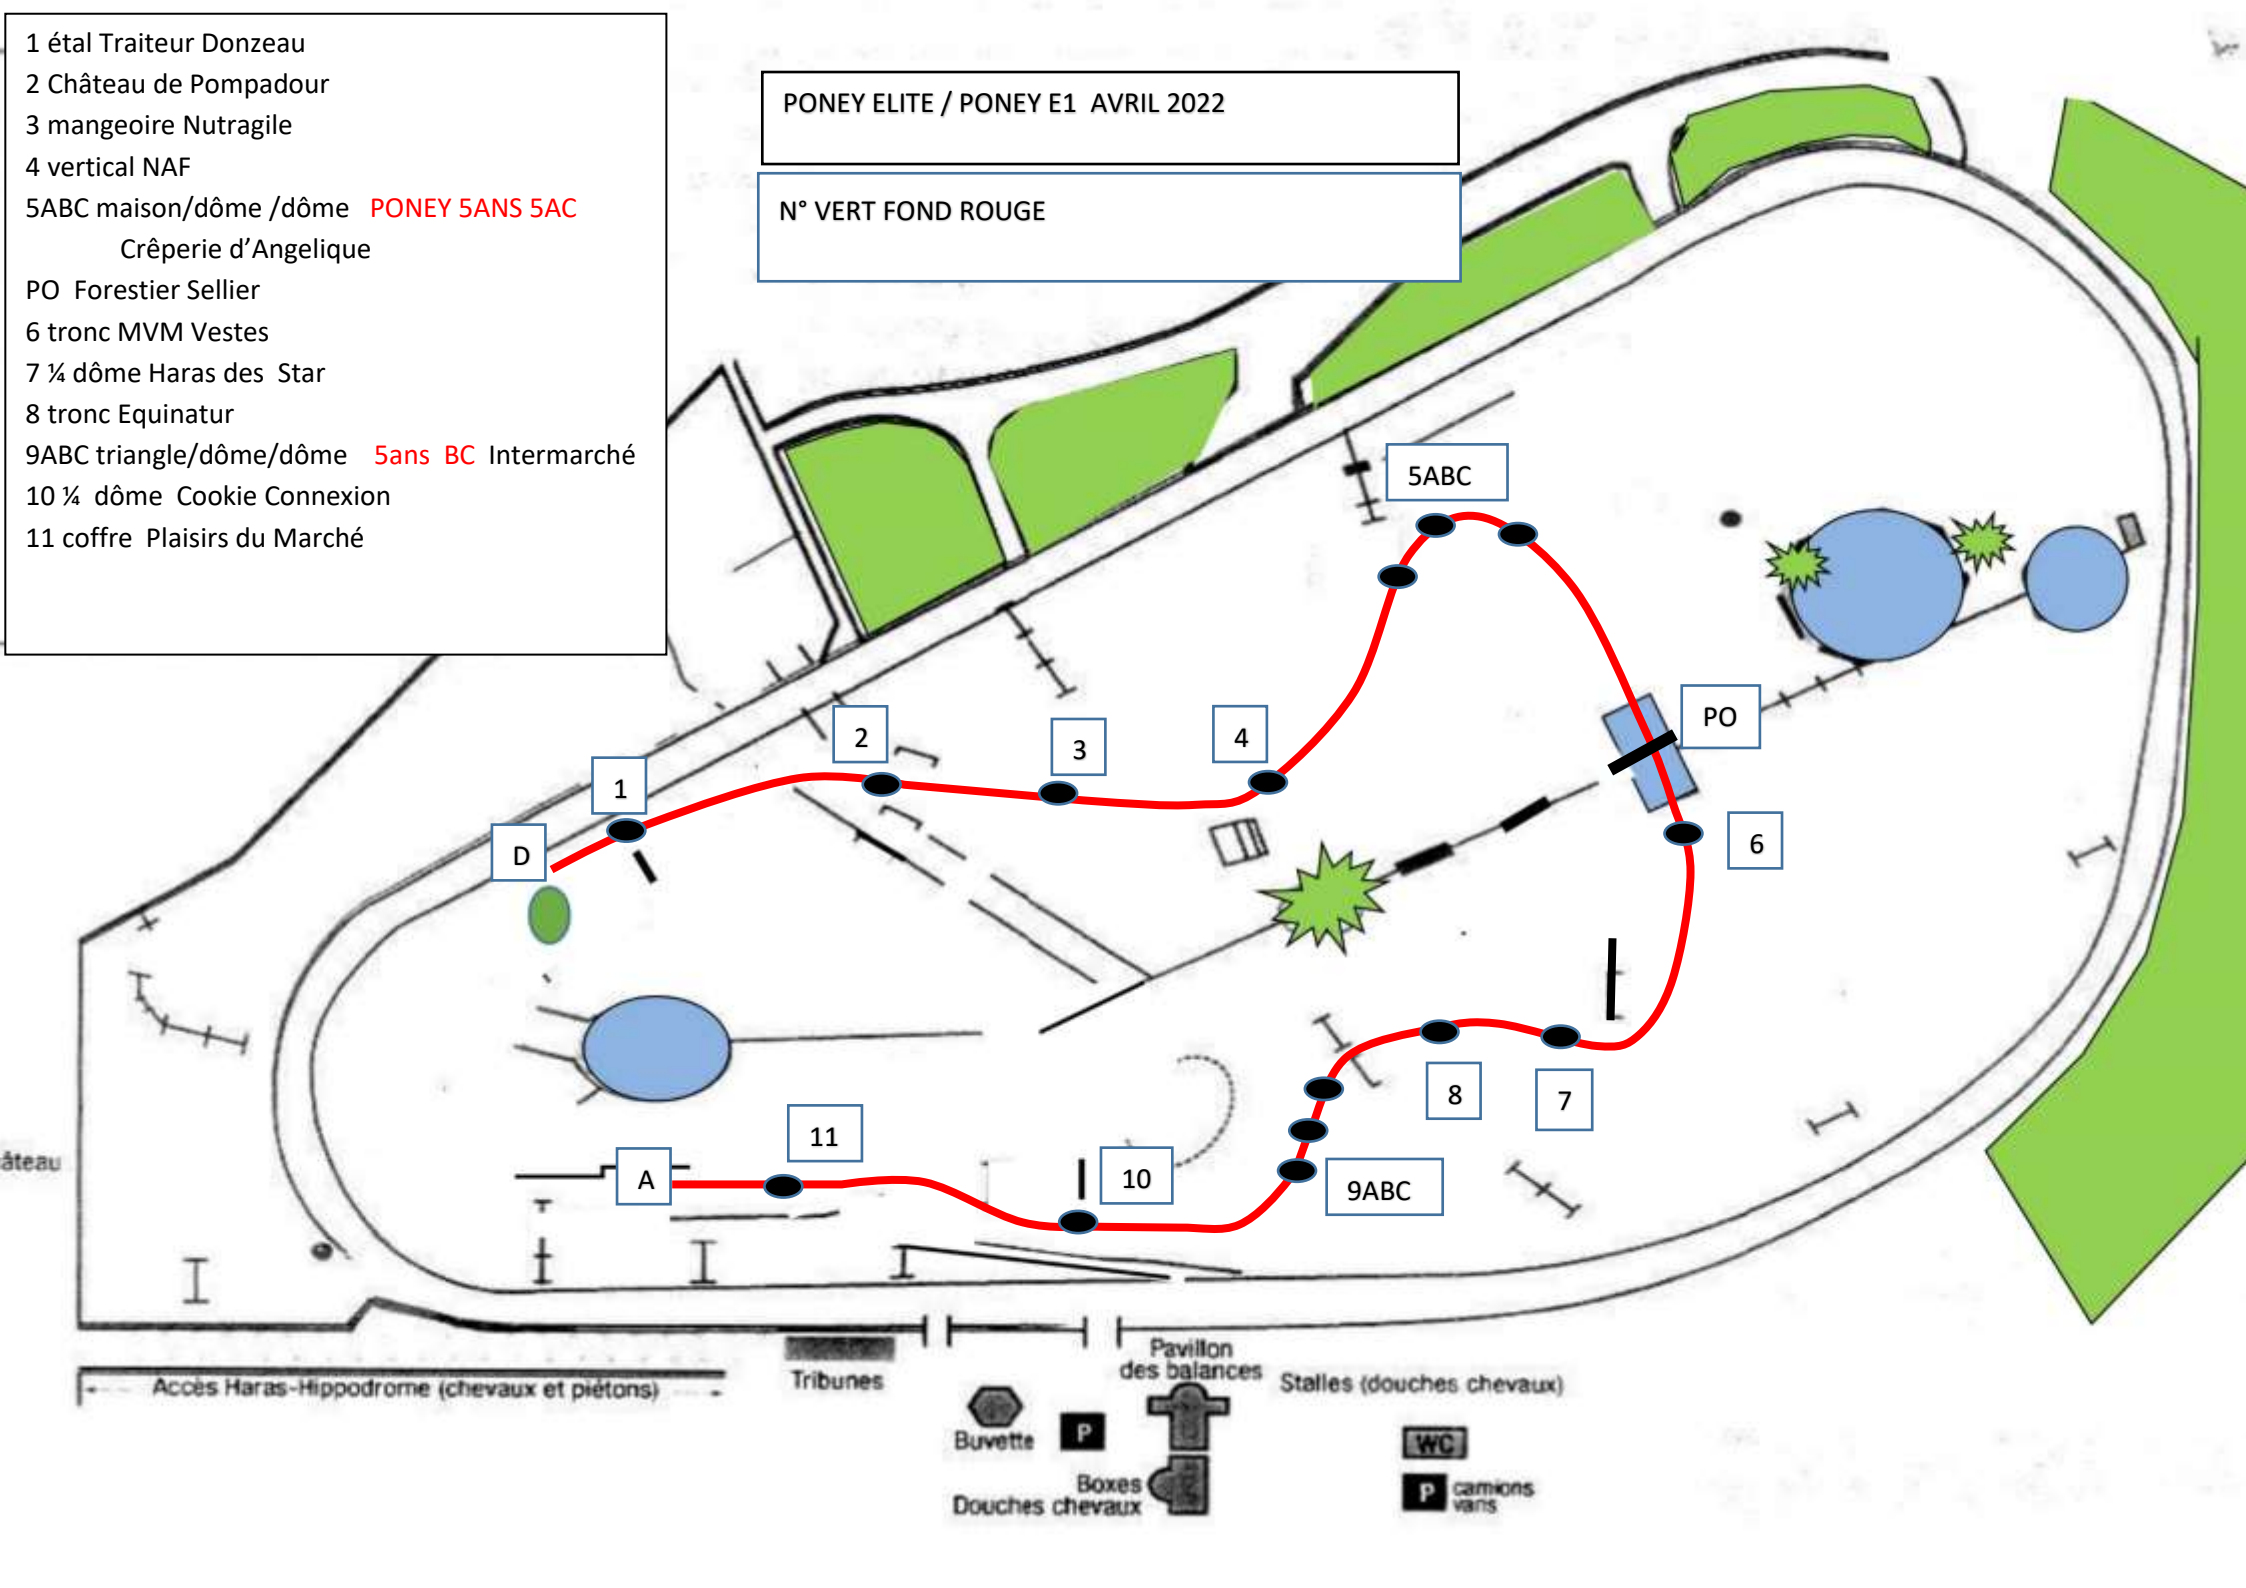 1 étal Traiteur Donzeau
2 Château de Pompadour
3 mangeoire Nutragile
4 vertical NAF
5ABC maison/dôme /dôme PONEY 5ANS 5AC
Crêperie d’Angelique
PO Forestier Sellier
6 tronc MVM Vestes
7 ¼ dôme Haras des Star
8 tronc Equinatur
9ABC triangle/dôme/dôme 5ans BC Intermarché
10 ¼ dôme Cookie Connexion
11 coffre Plaisirs du Marché
PONEY ELITE / PONEY E1 AVRIL 2022
N° VERT FOND ROUGE
5ABC
PO
2
3
4
1
D
6
8
7
11
A
10
9ABC
âteau
Accès Haras-Hippodrome (chevaux et piétons)
Tribunes
Pavillon
des balances
Stalles (douches chevaux)
Buvette
P
WC
Boxes
Douches chevaux
P
camions
vans